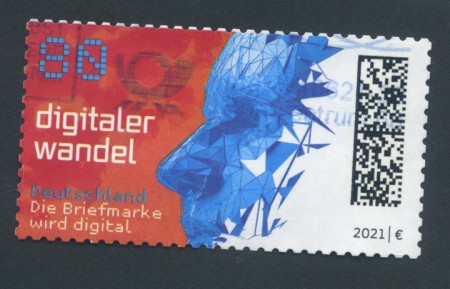 80
digitaler
wandel
Deutschland
Die Briefmarke
wird digital
2021|€